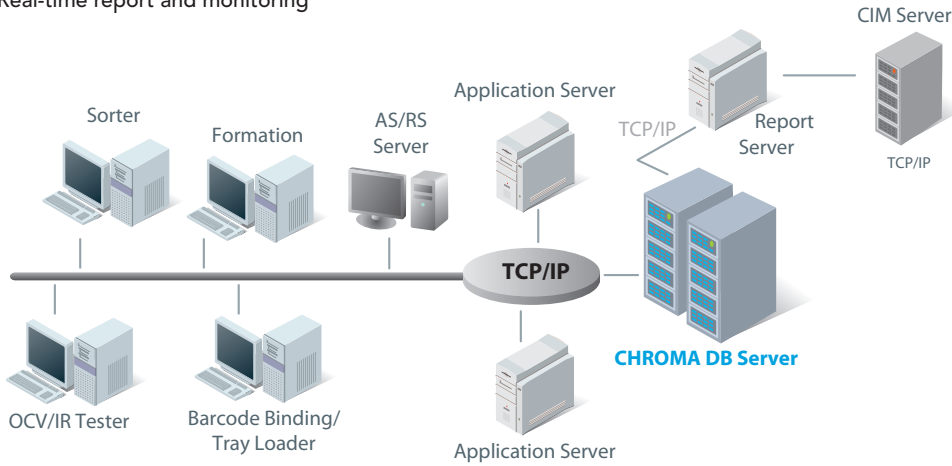 Real-time report and monitoring
CIM Server
Application Server
Sorter
Formation
AS/RS
Server
TCP/IP
Report
Server
TCP/IP
TCP/IP
CHROMA DB Server
OCV/IR Tester
Barcode Binding/
Tray Loader
Application Server